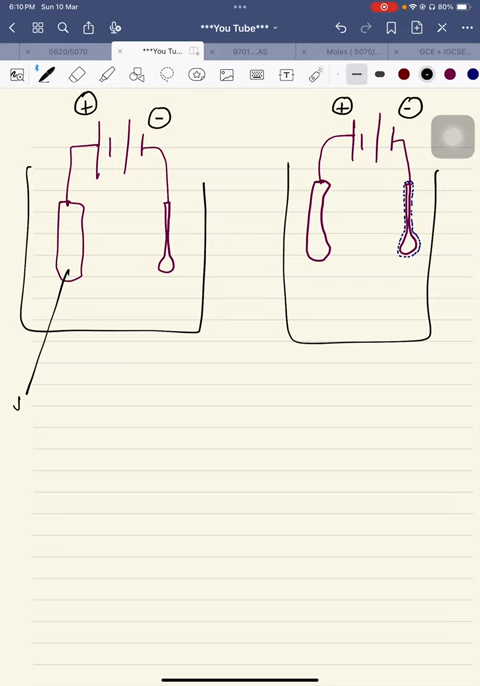 6:10 PM Sun 10 Mar
80%
***You Tube***
0620/5070
***You Tu...
9701....AS
Moles ( 5070/
GCE + IGCSE...
T
+
-
+
-